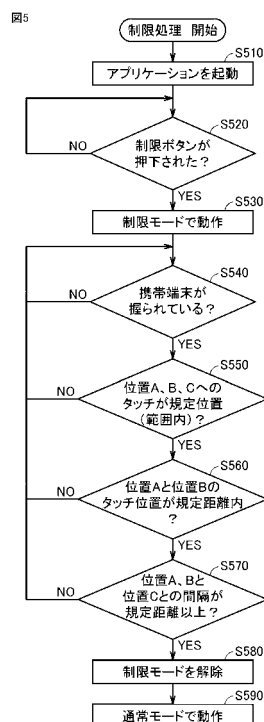 図5
制限処理 開始
S510
アプリケーションを起動
S520
制限ボタンが
押下された?
NO
YES
S530
制限モードで動作
S540
携帯端末が
握られている?
NO
YES
S550
位置A、B、Cへの
タッチが規定位置
(範囲内)?
NO
YES
S560
位置Aと位置Bの
タッチ位置が規定距離内
?
NO
YES
S570
位置A、Bと
位置Cとの間隔が
規定距離以上?
NO
YES
S580
制限モードを解除
S590
通常モードで動作